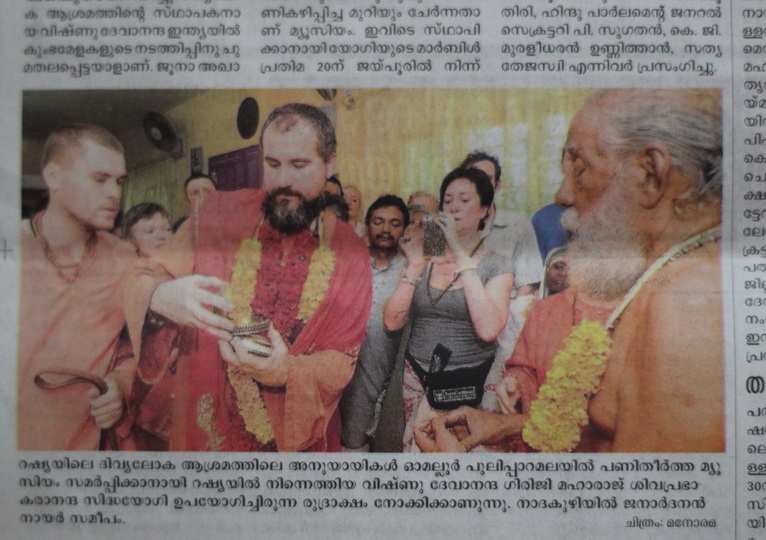 ക ആശ്രമത്തിന്റെ സ്ഥാപകനാ
യ വിഷ്ണു ദേവാനന്ദ ഇന്ത്യയിൽ
കുംഭമേളകളുടെ നടത്തിപ്പിനു ചു
മതലപ്പെട്ടയാളാണ്. ജൂനാ അഖാ
ണികഴിപ്പിച്ച മുറിയും ചേർന്നതാ
ണ് മ്യൂസിയം. ഇവിടെ സ്ഥാപി
ക്കാനായി യോഗിയുടെ മാർബിൾ
പ്രതിമ 20ന് ജയ്പൂരിൽ നിന്ന്
തിരി, ഹിന്ദു പാർലമെന്റ് ജനറൽ
സെക്രട്ടറി പി. സുഗതൻ, കെ. ജി.
മുരളീധരൻ ഉണ്ണിത്താൻ, സത്യ
തേജസ്വി എന്നിവർ പ്രസംഗിച്ചു.
റഷ്യയിലെ ദിവ്യലോക ആശ്രമത്തിലെ അനുയായികൾ ഓമല്ലൂർ പുലിപ്പാറമലയിൽ പണിതീർത്ത മ്യൂ
സിയം സമർപ്പിക്കാനായി റഷ്യയിൽ നിന്നെത്തിയ വിഷ്ണു ദേവാനന്ദ ഗിരിജി മഹാരാജ് ശിവപ്രഭാ
കരാനന്ദ സിദ്ധയോഗി ഉപയോഗിച്ചിരുന്ന രുദ്രാക്ഷം നോക്കിക്കാണുന്നു. നാദകുഴിയിൽ ജനാർദനൻ
നായർ സമീപം.
ചിത്രം: മനോരമ